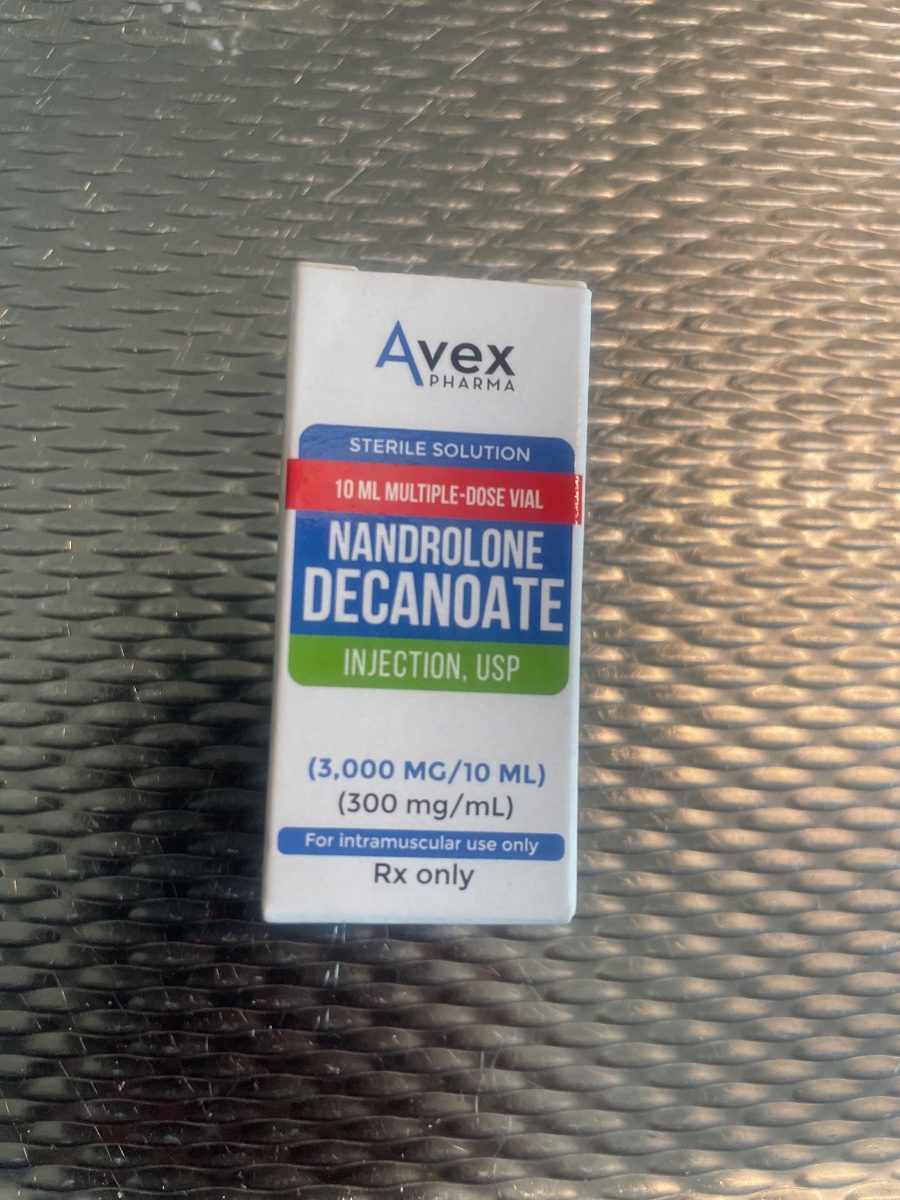 Avex
PHARMA
STERILE SOLUTION
10 ML MULTIPLE-DOSE VIAL
NANDROLONE
DECANOATE
INJECTION, USP
(3,000 MG/10 ML)
(300 mg/mL)
For intramuscular use only
Rx only